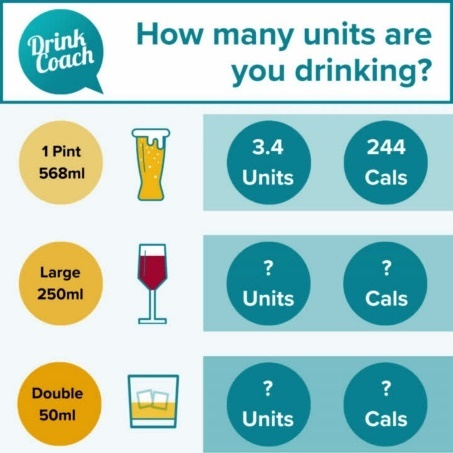 Drink
Coach
How many units are
you drinking?
1 Pint
568ml
3.4
Units
244
Cals
Large
250ml
?
Units
?
Cals
Double
50ml
?
Units
?
Cals